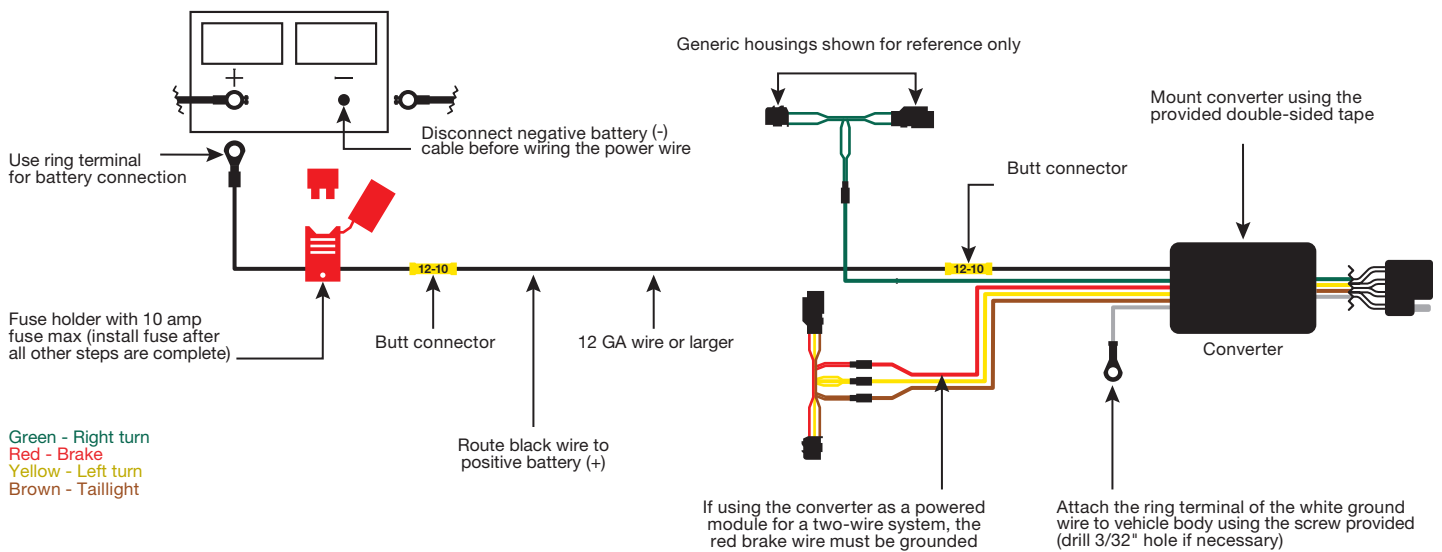 Generic housings shown for reference only
+
−
Disconnect negative battery (-)
cable before wiring the power wire
Mount converter using the
provided double-sided tape
Use ring terminal
for battery connection
Butt connector
12-10
12-10
Fuse holder with 10 amp
fuse max (install fuse after
all other steps are complete)
Butt connector
12 GA wire or larger
Converter
Green - Right turn
Red - Brake
Yellow - Left turn
Brown - Taillight
Route black wire to
positive battery (+)
If using the converter as a powered
module for a two-wire system, the
red brake wire must be grounded
Attach the ring terminal of the white ground
wire to vehicle body using the screw provided
(drill 3/32" hole if necessary)